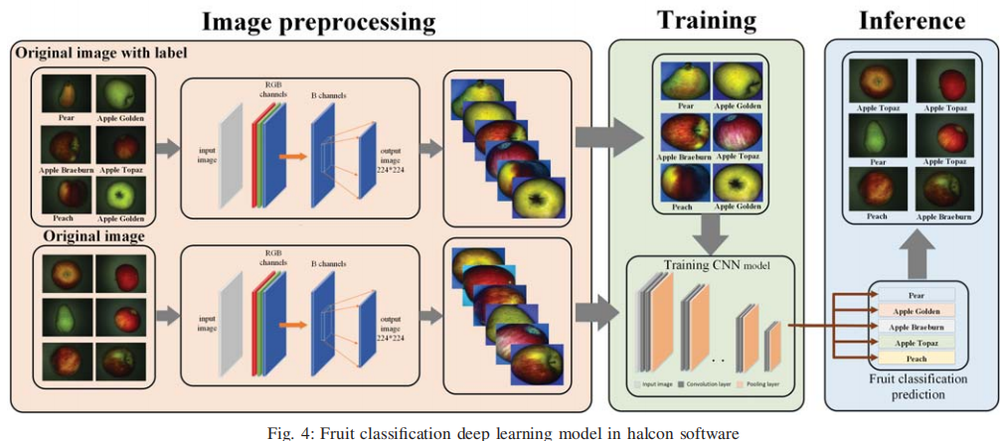 Image preprocessing
Training
Inference
Original image with label
Pear
Apple Golden
Apple Braeburn
Apple Topaz
Peach
Apple Golden
input
image
RGB
channels
B channels
output
image
224*224
Original image
input
image
RGB
channels
B channels
output
image
224*224
Pear
Apple Golden
Apple Braeburn
Apple Topaz
Peach
Apple Golden
Training CNN model
. .
Input image
Convolution layer
Pooling layer
Apple Topaz
Apple Topaz
Pear
Apple Topaz
Peach
Apple Braeburn
Pear
Apple Golden
Apple Braeburn
Apple Topaz
Peach
Fruit classification
prediction
Fig. 4: Fruit classification deep learning model in halcon software